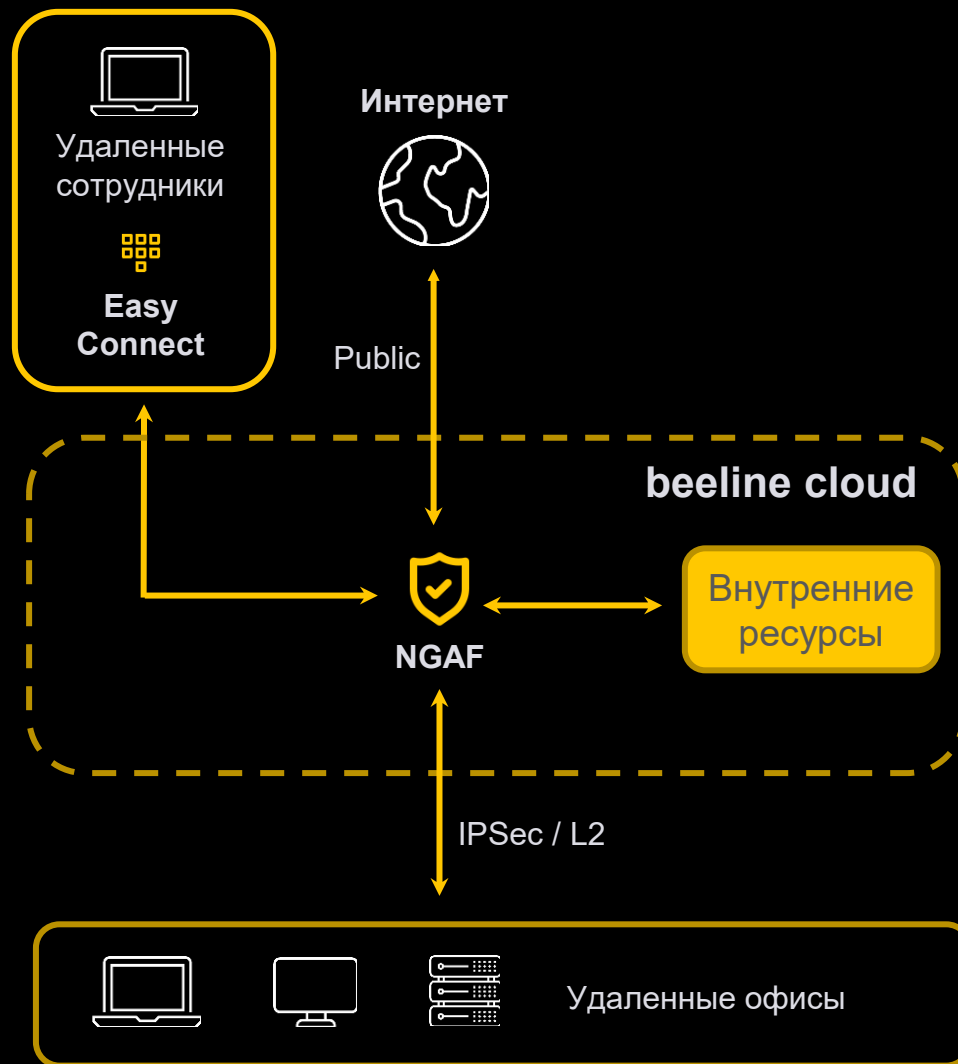 Удаленные
сотрудники
Easy
Connect
Интернет
Public
beeline cloud
NGAF
Внутренние
ресурсы
IPSec / L2
Удаленные офисы